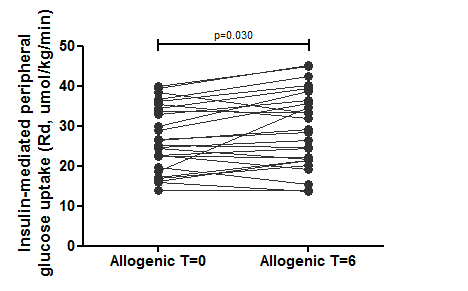 p=0.030
Insulin-mediated peripheral
glucose uptake (Rd, umol/kg/min)
50
40
30
20
10
0
Allogenic T=0 Allogenic T=6